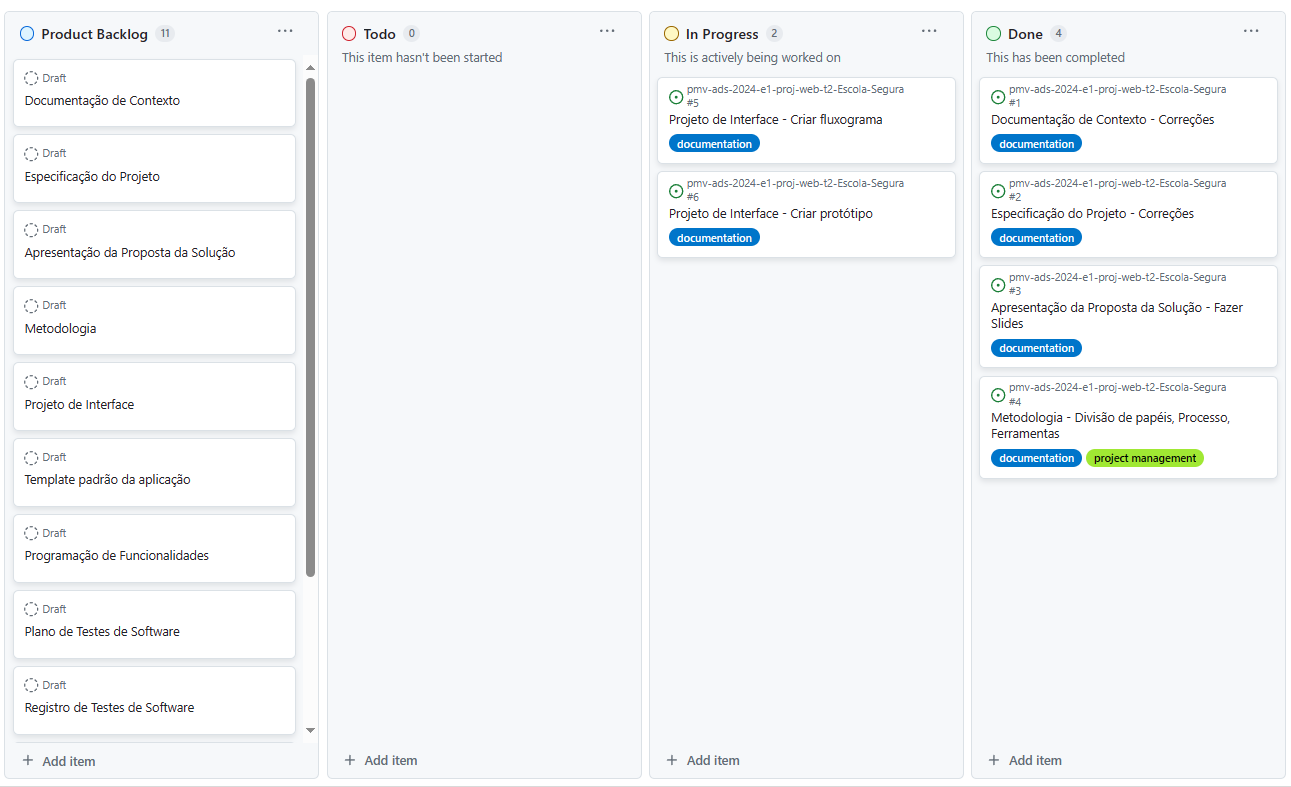 Product Backlog 11
Draft
Documentação de Contexto
Draft
Especificação do Projeto
Draft
Apresentação da Proposta da Solução
Draft
Metodologia
Draft
Projeto de Interface
Draft
Template padrão da aplicação
Draft
Programação de Funcionalidades
Draft
Plano de Testes de Software
Draft
Registro de Testes de Software
+ Add item
Todo 0
This item hasn't been started
+ Add item
In Progress 2
This is actively being worked on
pmv-ads-2024-e1-proj-web-t2-Escola-Segura
#5
Projeto de Interface - Criar fluxograma
documentation
pmv-ads-2024-e1-proj-web-t2-Escola-Segura
#6
Projeto de Interface - Criar protótipo
documentation
+ Add item
Done 4
This has been completed
pmv-ads-2024-e1-proj-web-t2-Escola-Segura
#1
Documentação de Contexto - Correções
documentation
pmv-ads-2024-e1-proj-web-t2-Escola-Segura
#2
Especificação do Projeto - Correções
documentation
pmv-ads-2024-e1-proj-web-t2-Escola-Segura
#3
Apresentação da Proposta da Solução - Fazer
Slides
documentation
pmv-ads-2024-e1-proj-web-t2-Escola-Segura
#4
Metodologia - Divisão de papéis, Processo,
Ferramentas
documentation project management
+ Add item